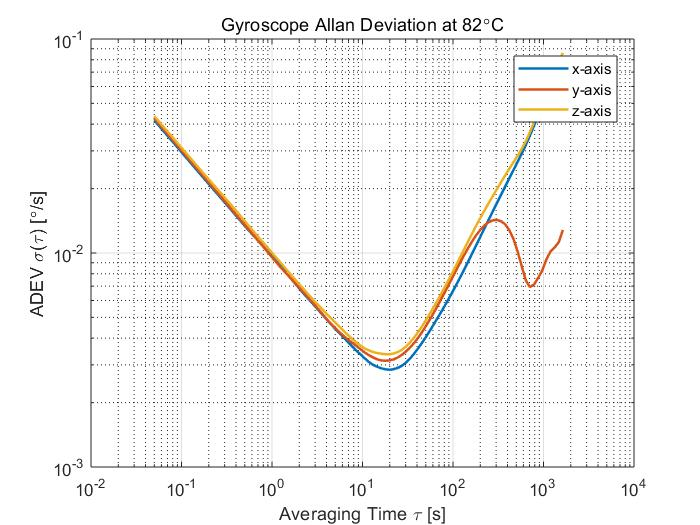 Gyroscope Allan Deviation at 82°C
10^-1
x-axis
y-axis
z-axis
ADEV σ(τ) [°/s]
10^-2
10^-3
10^-2 10^-1 10^0 10^1 10^2 10^3 10^4
Averaging Time τ [s]